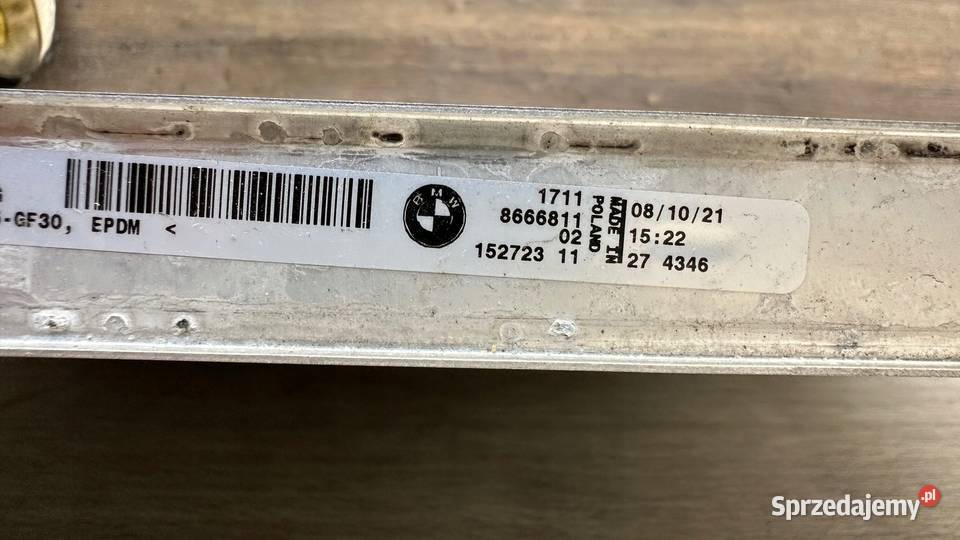 -GF30, EPDM <
BMW
1711
8666811
02
152723 11
MADE IN
POLAND
08/10/21
15:22
27 4346
Sprzedajemy.pl